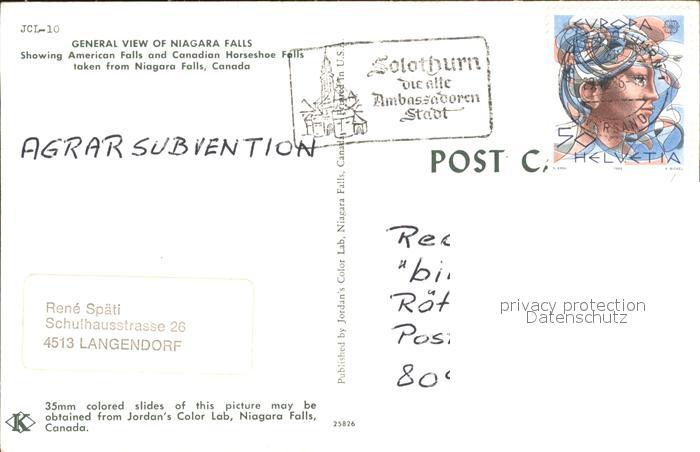 JCL-10
GENERAL VIEW OF NIAGARA FALLS
Showing American Falls and Canadian Horseshoe Falls
taken from Niagara Falls, Canada
Solothurn
die alte
Ambassadoren
Stadt
EUROPA
HELVETIA
AGRARSUBVENTION
POST
Published by Jordan's Color Lab, Niagara Falls, Canada, Printed in U.S.A.
René Späti
Schulhausstrasse 26
4513 LANGENDORF
privacy protection
Datenschutz
35mm colored slides of this picture may be
obtained from Jordan's Color Lab, Niagara Falls,
Canada.
25826
K